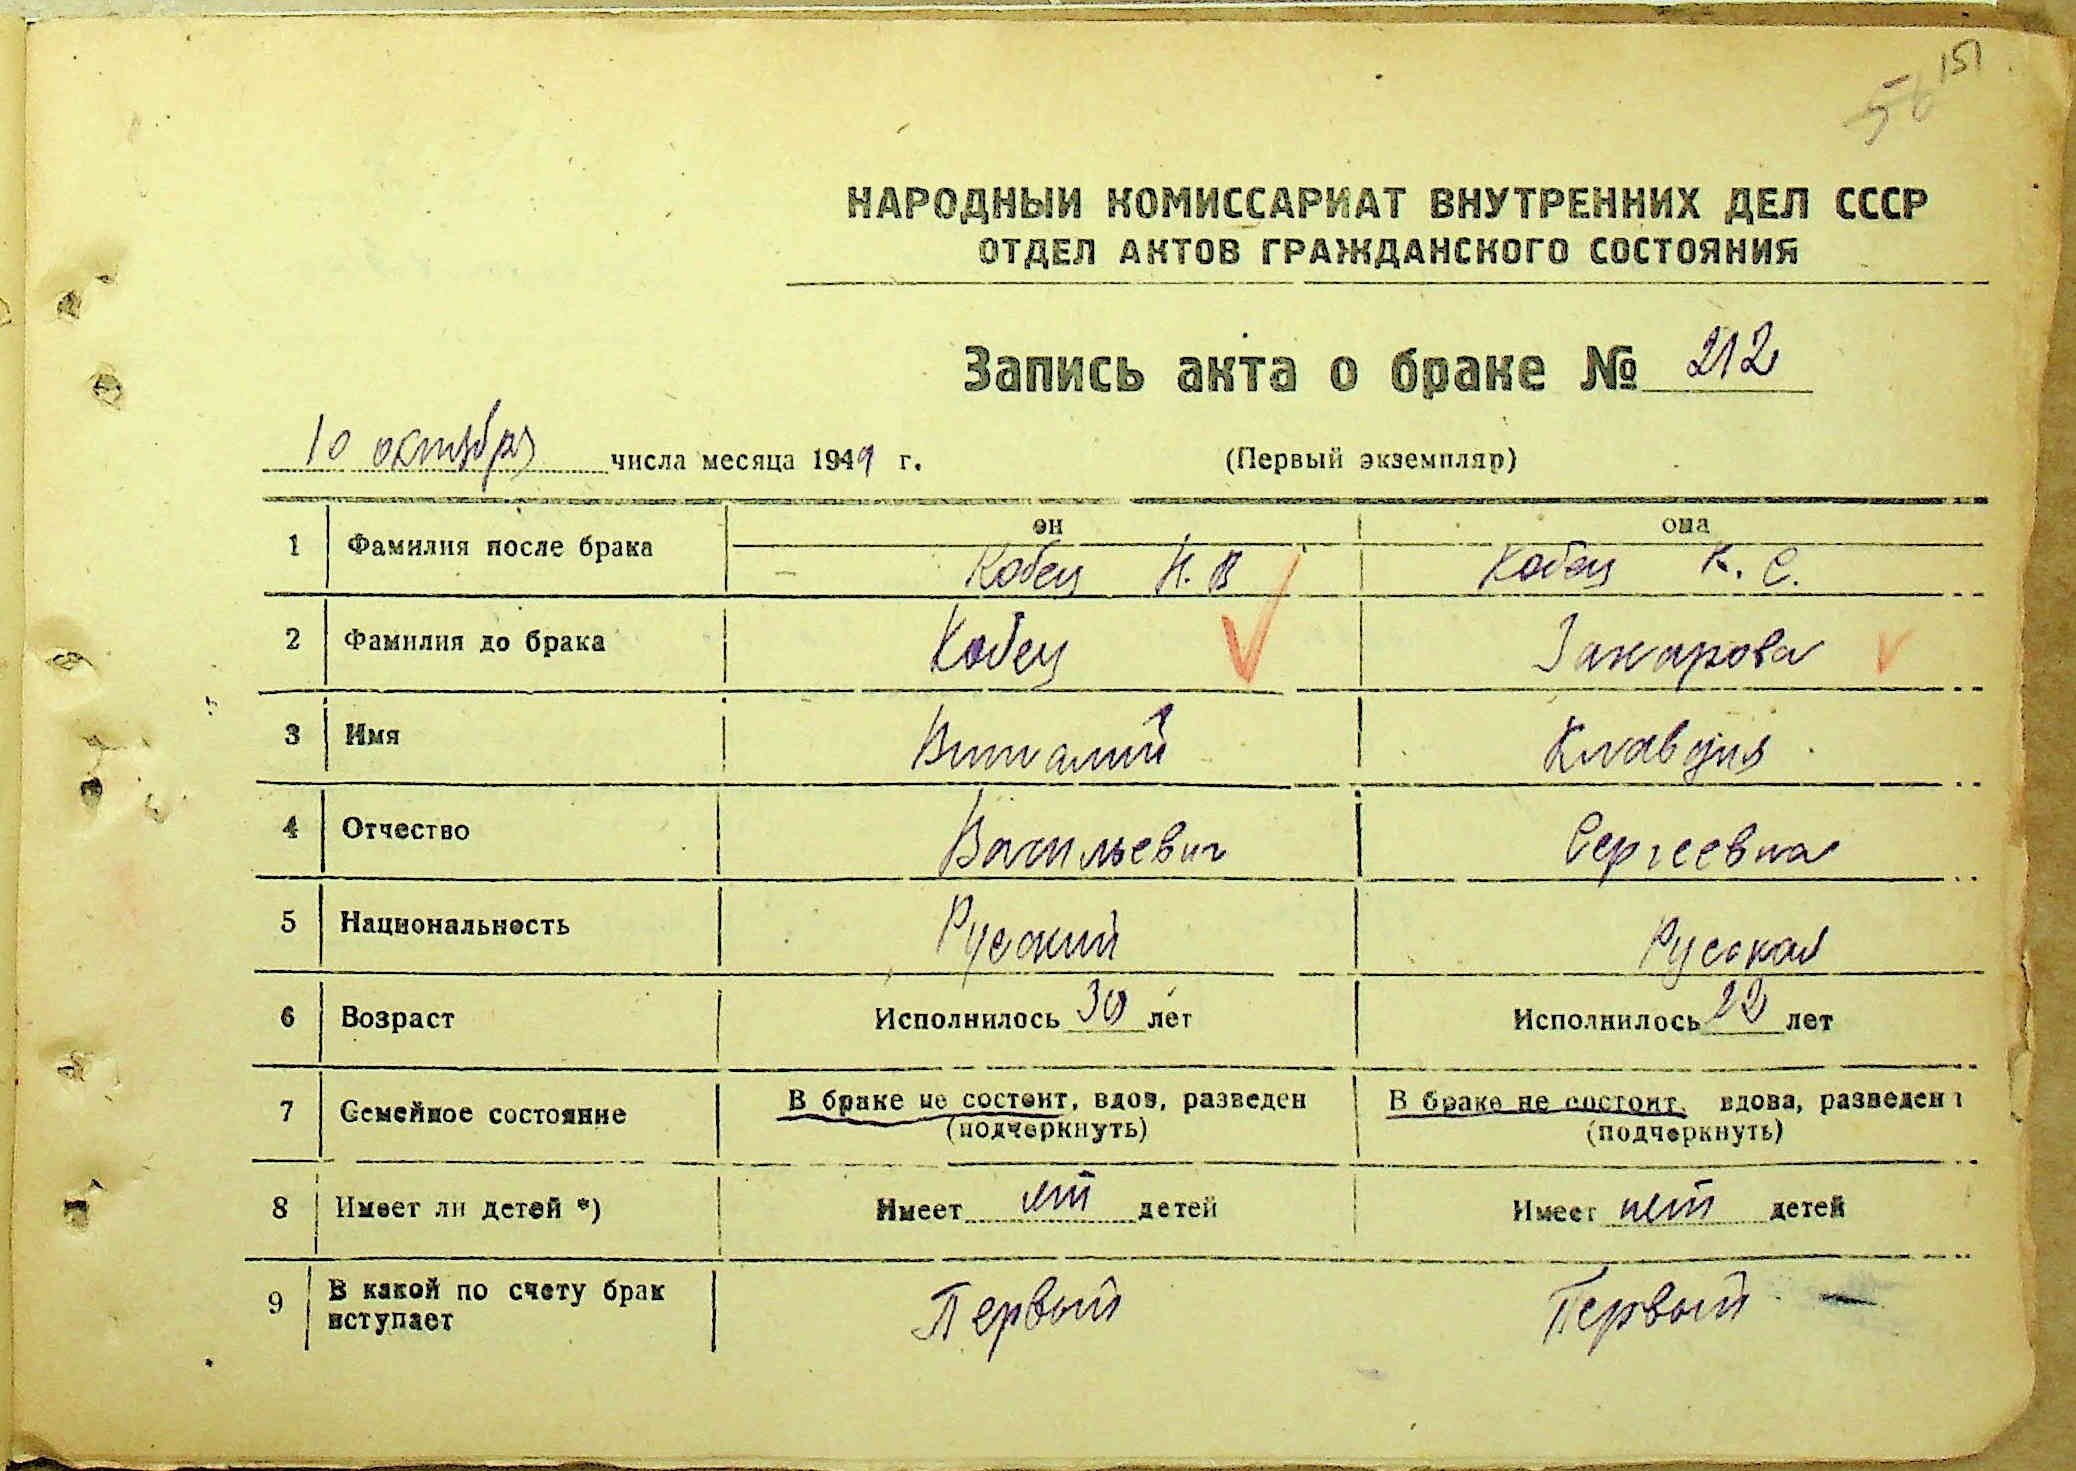 151
56
НАРОДНЫЙ КОМИССАРИАТ ВНУТРЕННИХ ДЕЛ СССР
ОТДЕЛ АКТОВ ГРАЖДАНСКОГО СОСТОЯНИЯ
Запись акта о браке № 212
10 октября числа месяца 1949 г. (Первый экземпляр)
он она
1 Фамилия после брака Кобец В. Кобец К. С.
2 Фамилия до брака Кобец Захарова
3 Имя Виталий Клавдия
4 Отчество Васильевич Сергеевна
5 Национальность Русский Русская
6 Возраст Исполнилось 30 лет Исполнилось 22 лет
7 Семейное состояние В браке не состоит, вдов, разведен В браке не состоит, вдова, разведен
(подчеркнуть) (подчеркнуть)
8 Имеет ли детей *) Имеет нет детей Имеет нет детей
9 В какой по счету брак Первый Первый
вступает